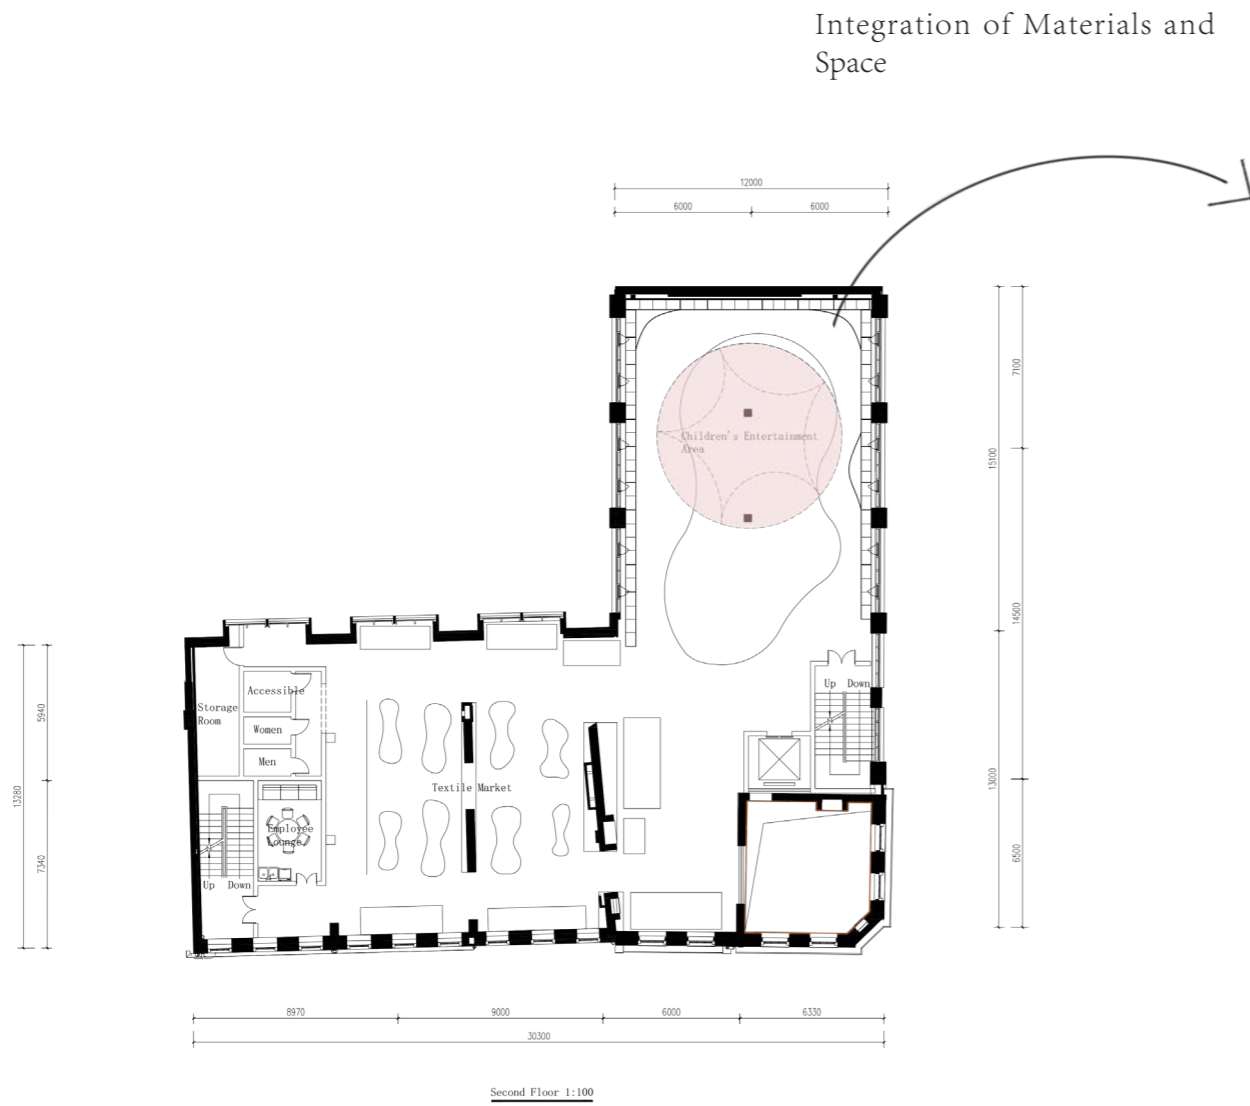 Integration of Materials and
Space
12000
6000
6000
7100
15100
14500
13000
6500
Children's Entertainment
Area
Up Down
Accessible
Storage
Room
Women
Men
Textile Market
Employee
Lounge
Up Down
5940
13280
7340
8970
9000
6000
6330
30300
Second Floor 1:100